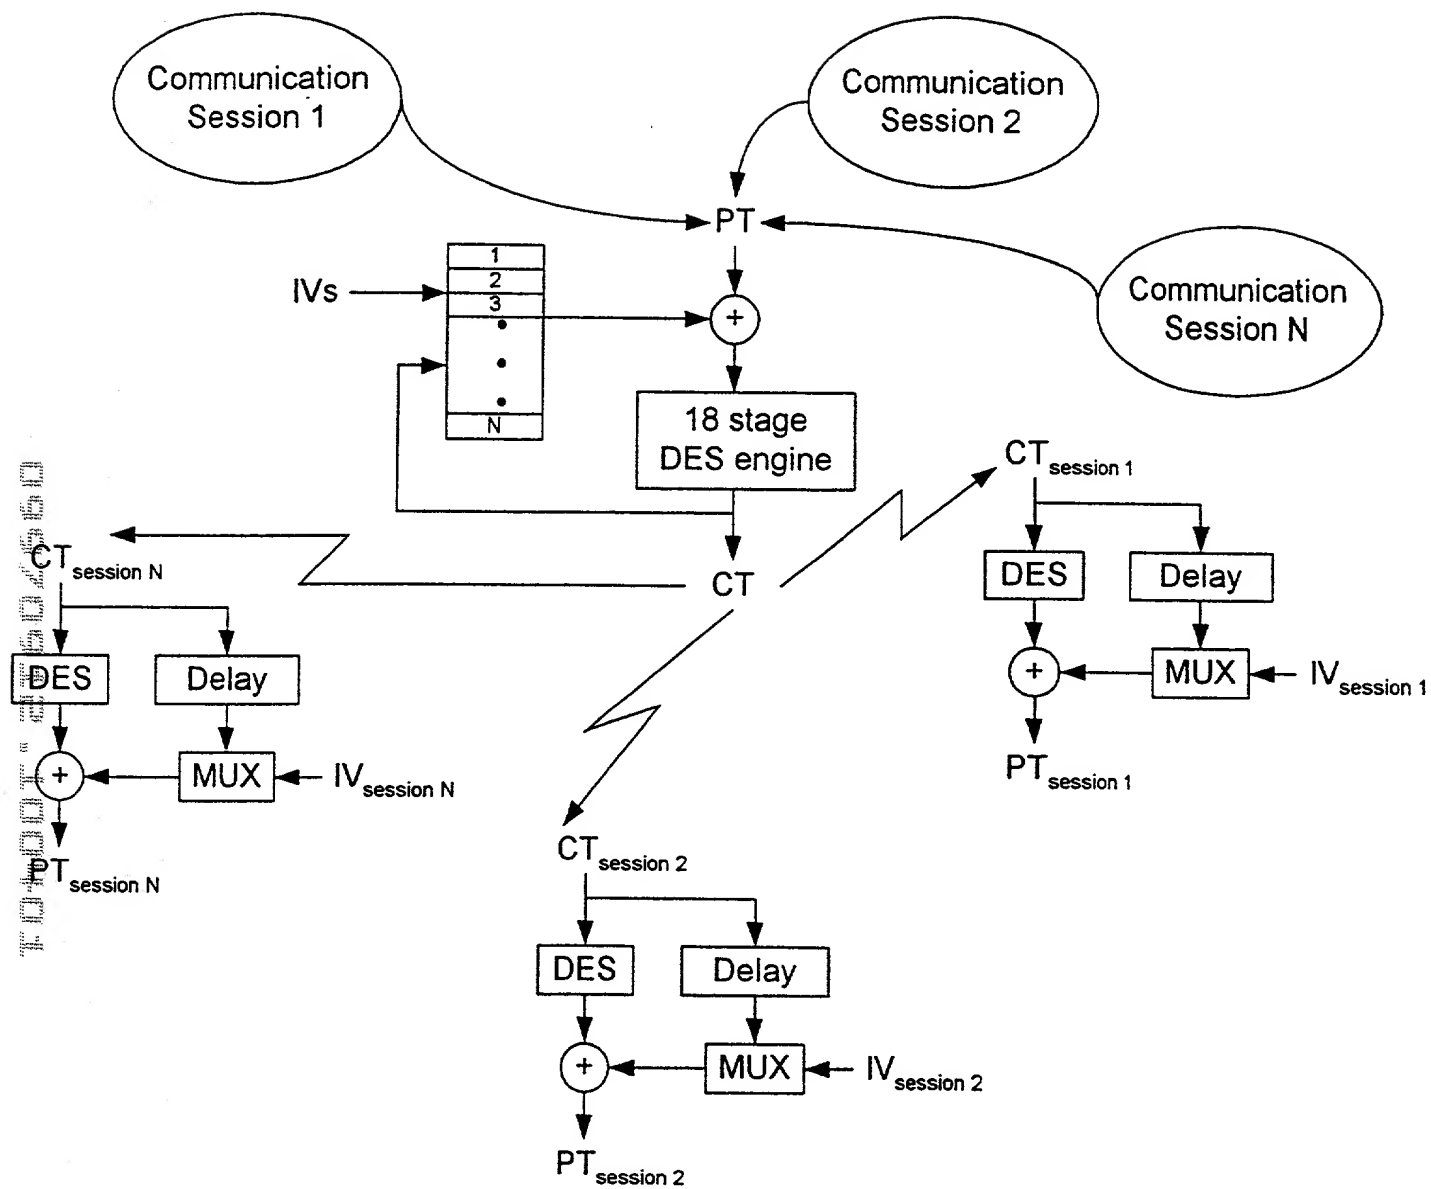 Communication
Session 1
Communication
Session 2
PT
Communication
Session N
IVs
1
2
3
N
+
18 stage
DES engine
CT
CT session 1
DES
Delay
+
MUX
IV session 1
PT session 1
CT session N
DES
Delay
+
MUX
IV session N
PT session N
CT session 2
DES
Delay
+
MUX
IV session 2
PT session 2